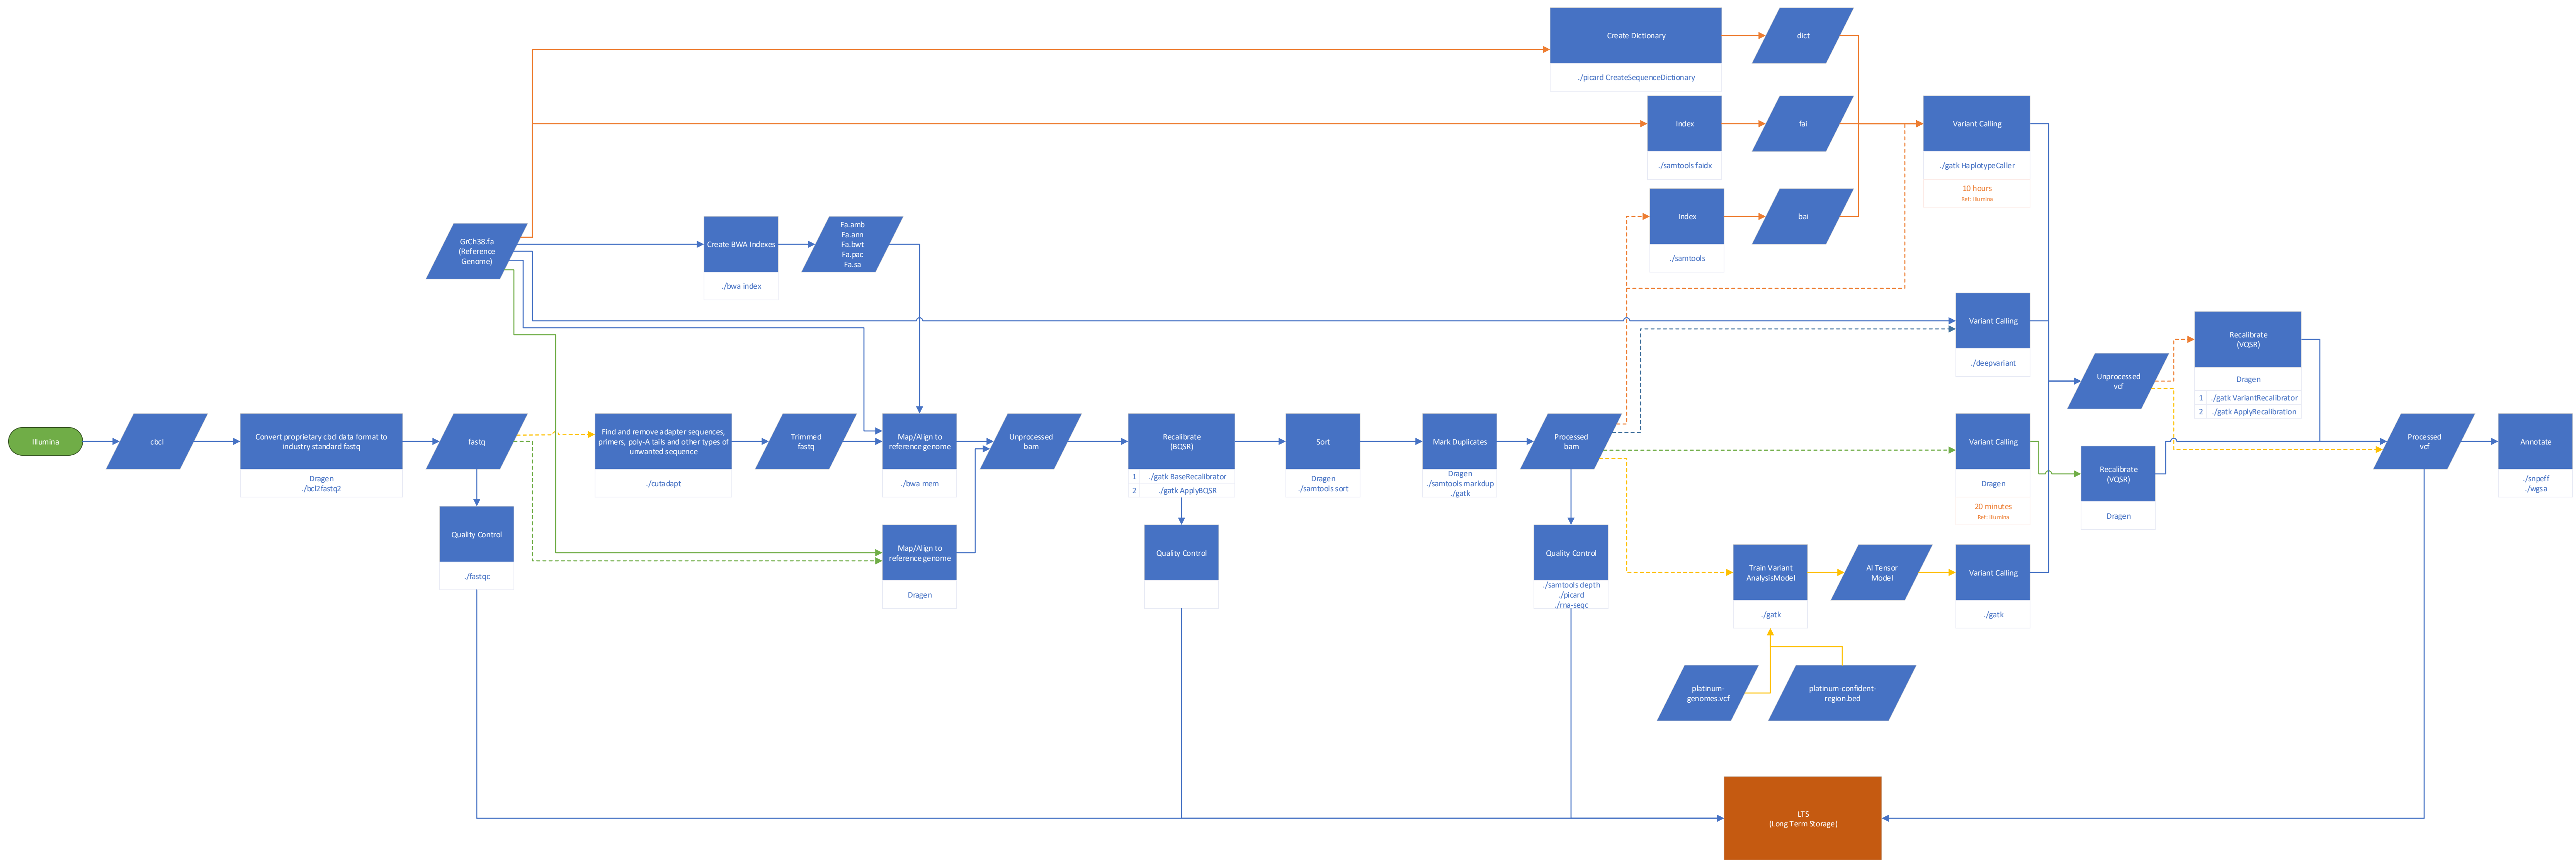 Create Dictionary
./picard CreateSequenceDictionary
dict
Index
./samtools faidx
fai
Variant Calling
./gatk HaplotypeCaller
10 hours
Ref: Illumina
Index
./samtools
bai
GrCh38.fa
(Reference
Genome)
Create BWA Indexes
./bwa index
Fa.amb
Fa.ann
Fa.bwt
Fa.pac
Fa.sa
Variant Calling
./deepvariant
Unprocessed
vcf
Recalibrate
(VQSR)
Dragen
1 ./gatk VariantRecalibrator
2 ./gatk ApplyRecalibration
Illumina
cbcl
Convert proprietary cbcl data format to
industry standard fastq
Dragen
./bcl2fastq2
fastq
Find and remove adapter sequences,
primers, poly-A tails and other types of
unwanted sequence
./cutadapt
Trimmed
fastq
Map/Align to
reference genome
./bwa mem
Unprocessed
bam
Recalibrate
(BQSR)
1 ./gatk BaseRecalibrator
2 ./gatk ApplyBQSR
Sort
Dragen
./samtools sort
Mark Duplicates
Dragen
./samtools markdup
./gatk
Processed
bam
Variant Calling
Dragen
20 minutes
Ref: Illumina
Recalibrate
(VQSR)
Dragen
Processed
vcf
Annotate
./snpeff
./wgsa
Quality Control
./fastqc
Map/Align to
reference genome
Dragen
Quality Control
Quality Control
./samtools depth
./picard
./rna-seqc
Train Variant
AnalysisModel
./gatk
AI Tensor
Model
Variant Calling
./gatk
platinum-
genomes.vcf
platinum-confident-
region.bed
LTS
(Long Term Storage)